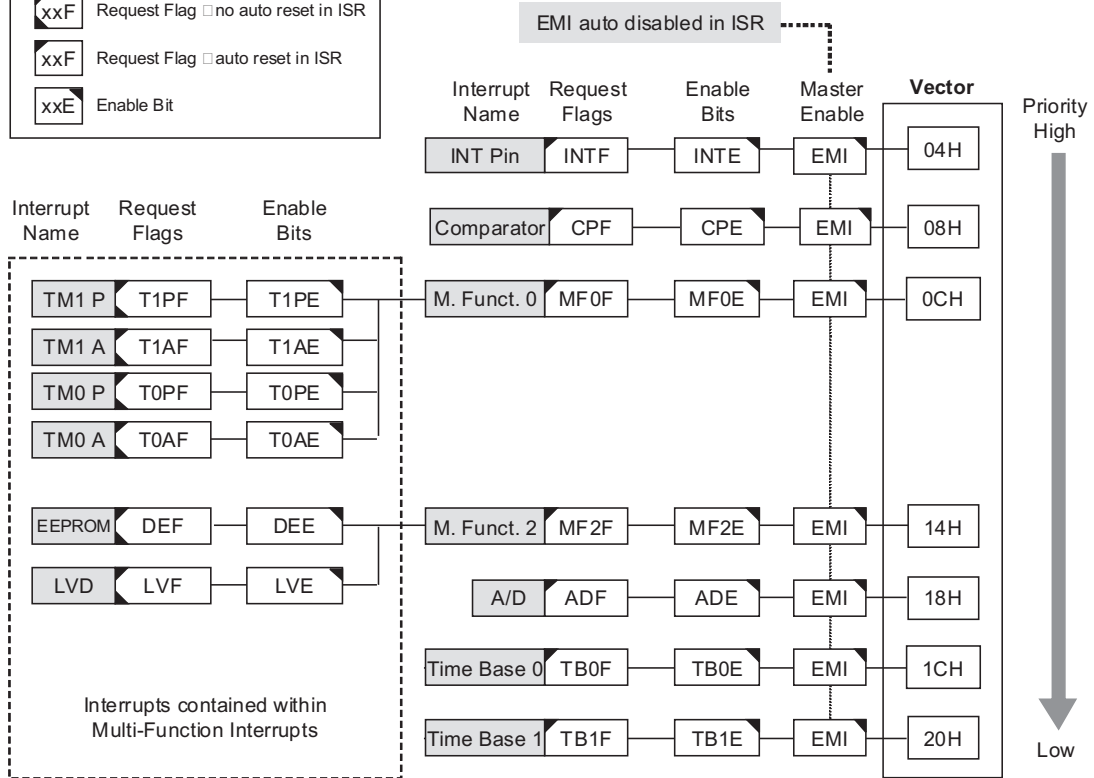 xxF Request Flag □ no auto reset in ISR
xxF Request Flag □ auto reset in ISR
xxE Enable Bit
EMI auto disabled in ISR
Interrupt Name Request Flags Enable Bits Master Enable Vector
Priority High
INT Pin INTF INTE EMI 04H
Comparator CPF CPE EMI 08H
Interrupt Name Request Flags Enable Bits
TM1 P T1PF T1PE M. Funct. 0 MF0F MF0E EMI 0CH
TM1 A T1AF T1AE
TM0 P T0PF T0PE
TM0 A T0AF T0AE
EEPROM DEF DEE M. Funct. 2 MF2F MF2E EMI 14H
LVD LVF LVE A/D ADF ADE EMI 18H
Time Base 0 TB0F TB0E EMI 1CH
Interrupts contained within
Multi-Function Interrupts
Time Base 1 TB1F TB1E EMI 20H
Low